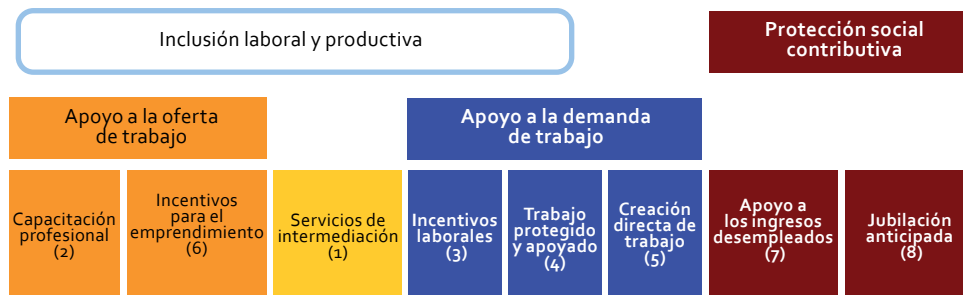 Inclusión laboral y productiva
Protección social
contributiva
Apoyo a la oferta
de trabajo
Apoyo a la demanda
de trabajo
Capacitación
profesional
(2)
Incentivos
para el
emprendimiento
(6)
Servicios de
intermediación
(1)
Incentivos
laborales
(3)
Trabajo
protegido
y apoyado
(4)
Creación
directa de
trabajo
(5)
Apoyo a
los ingresos
desempleados
(7)
Jubilación
anticipada
(8)